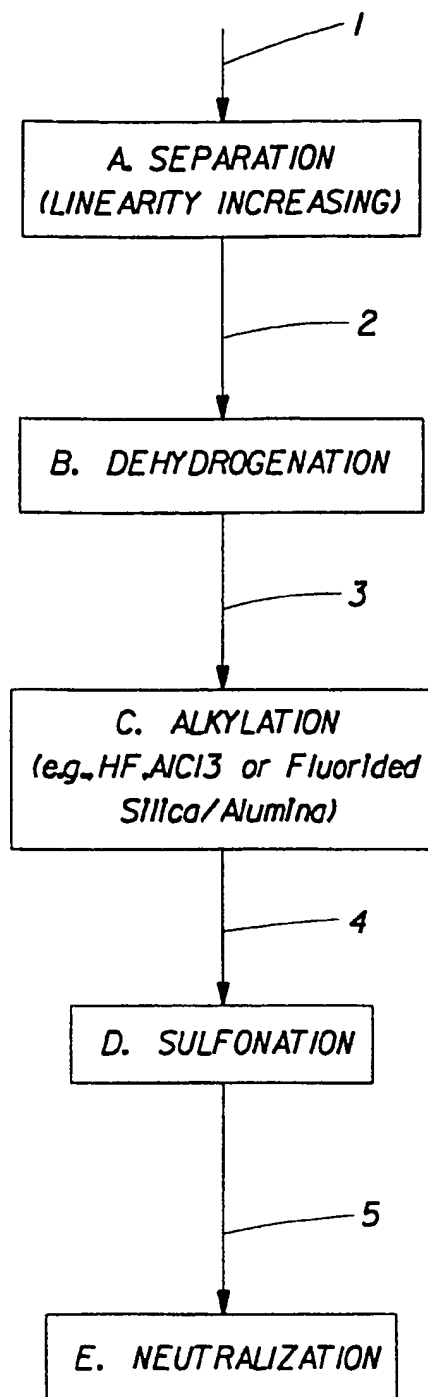 1
A. SEPARATION
(LINEARITY INCREASING)
2
B. DEHYDROGENATION
3
C. ALKYLATION
(e.g., HF, AlCl3 or Fluorided
Silica/Alumina)
4
D. SULFONATION
5
E. NEUTRALIZATION